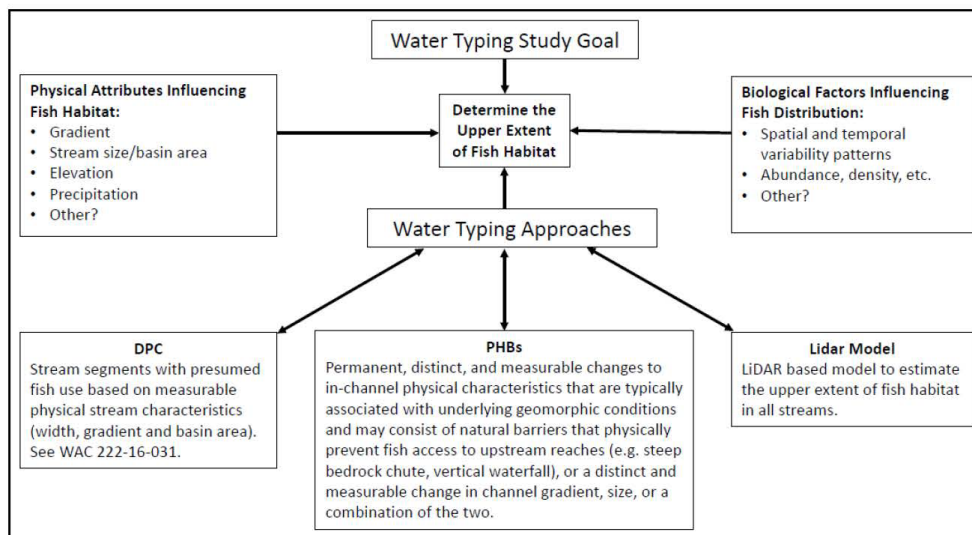 Water Typing Study Goal
Physical Attributes Influencing
Fish Habitat:
• Gradient
• Stream size/basin area
• Elevation
• Precipitation
• Other?
Determine the
Upper Extent
of Fish Habitat
Biological Factors Influencing
Fish Distribution:
• Spatial and temporal
variability patterns
• Abundance, density, etc.
• Other?
Water Typing Approaches
DPC
Stream segments with presumed
fish use based on measurable
physical stream characteristics
(width, gradient and basin area).
See WAC 222-16-031.
PHBs
Permanent, distinct, and measurable changes to
in-channel physical characteristics that are typically
associated with underlying geomorphic conditions
and may consist of natural barriers that physically
prevent fish access to upstream reaches (e.g. steep
bedrock chute, vertical waterfall), or a distinct and
measurable change in channel gradient, size, or a
combination of the two.
Lidar Model
LiDAR based model to estimate
the upper extent of fish habitat
in all streams.